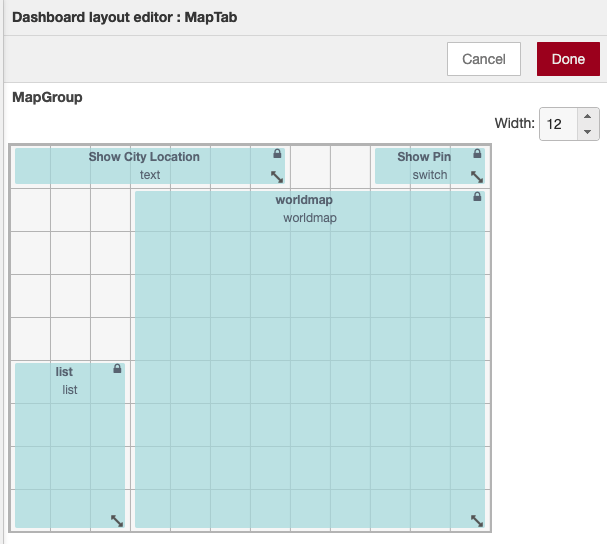 Dashboard layout editor : MapTab
Cancel
Done
MapGroup
Width: 12
Show City Location
text
Show Pin
switch
worldmap
worldmap
list
list